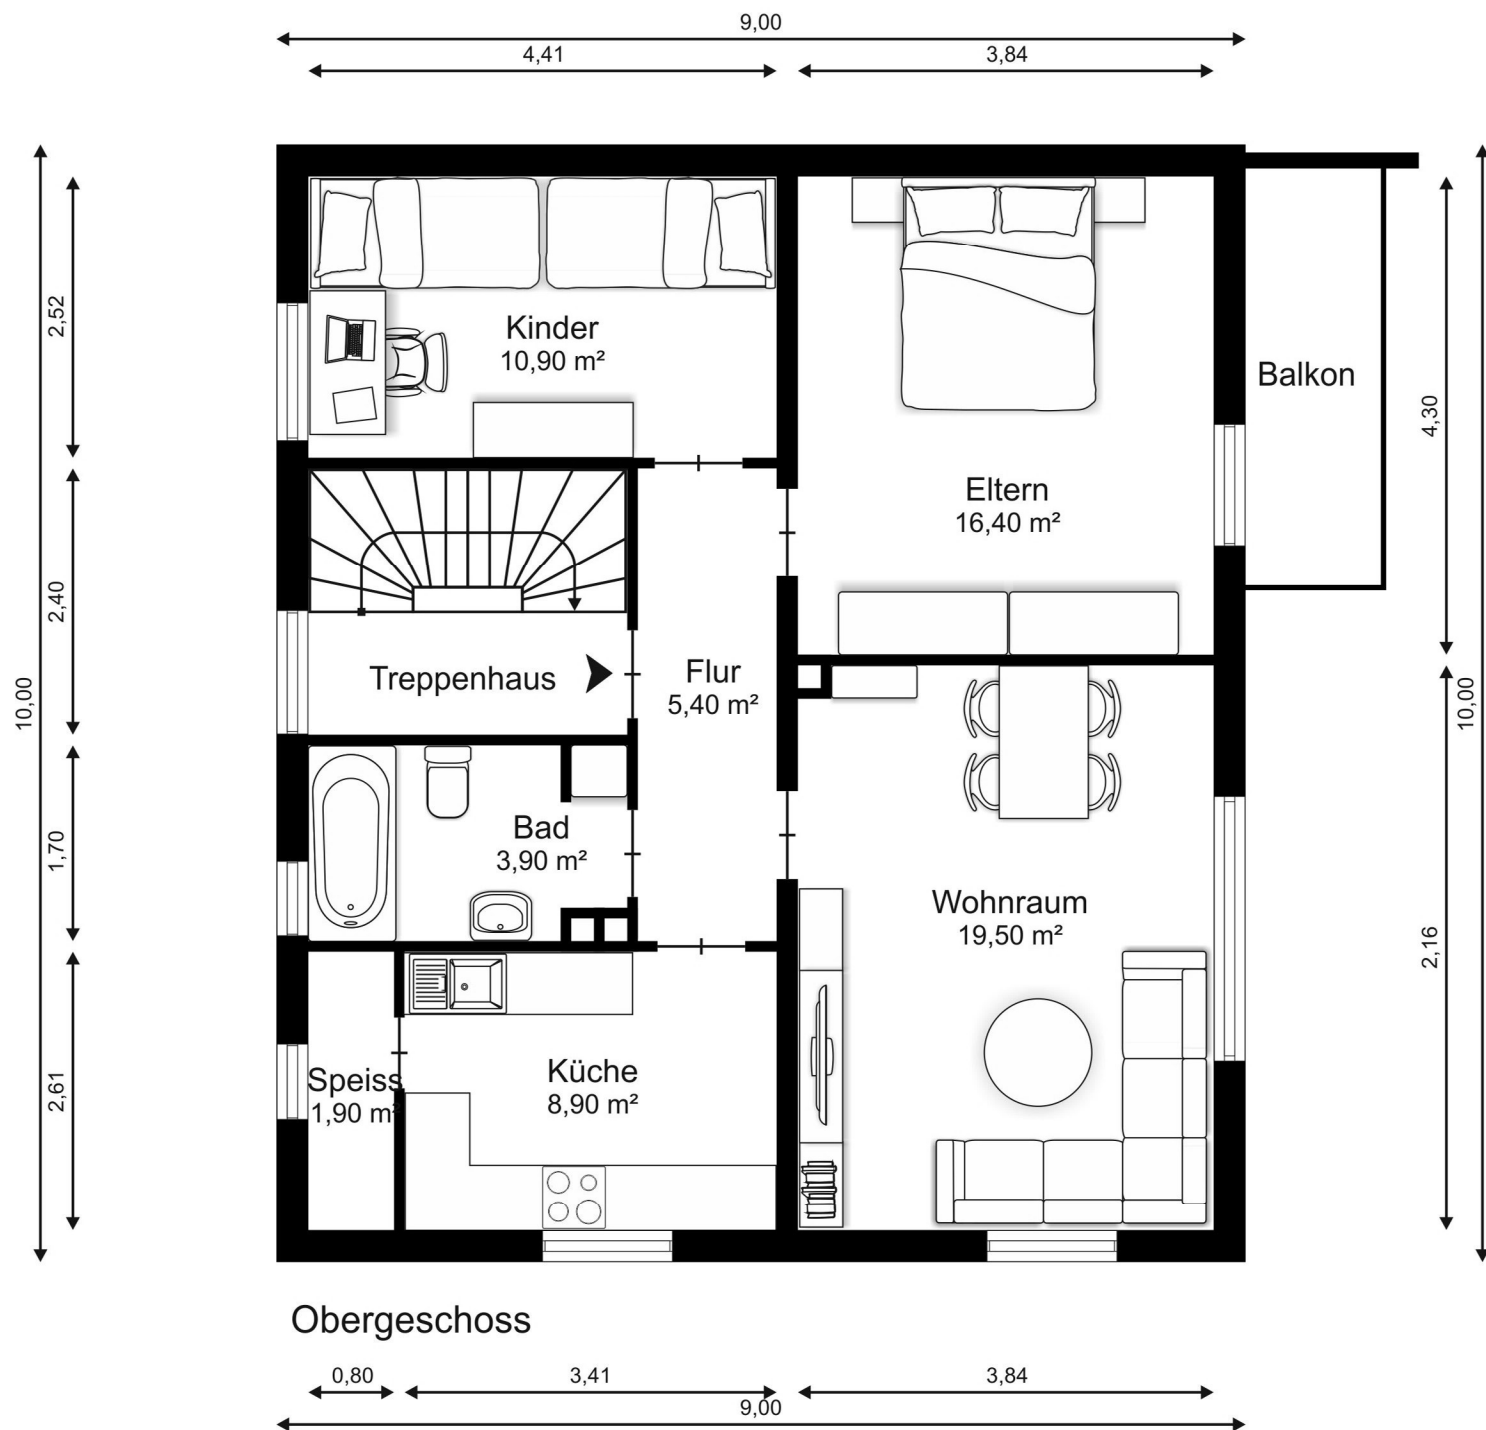 9,00
4,41
3,84
10,00
2,52
2,40
1,70
2,61
Kinder
10,90 m²
Eltern
16,40 m²
Balkon
4,30
10,00
2,16
Treppenhaus
Flur
5,40 m²
Bad
3,90 m²
Wohnraum
19,50 m²
Speiss
1,90 m²
Küche
8,90 m²
Obergeschoss
0,80
3,41
3,84
9,00